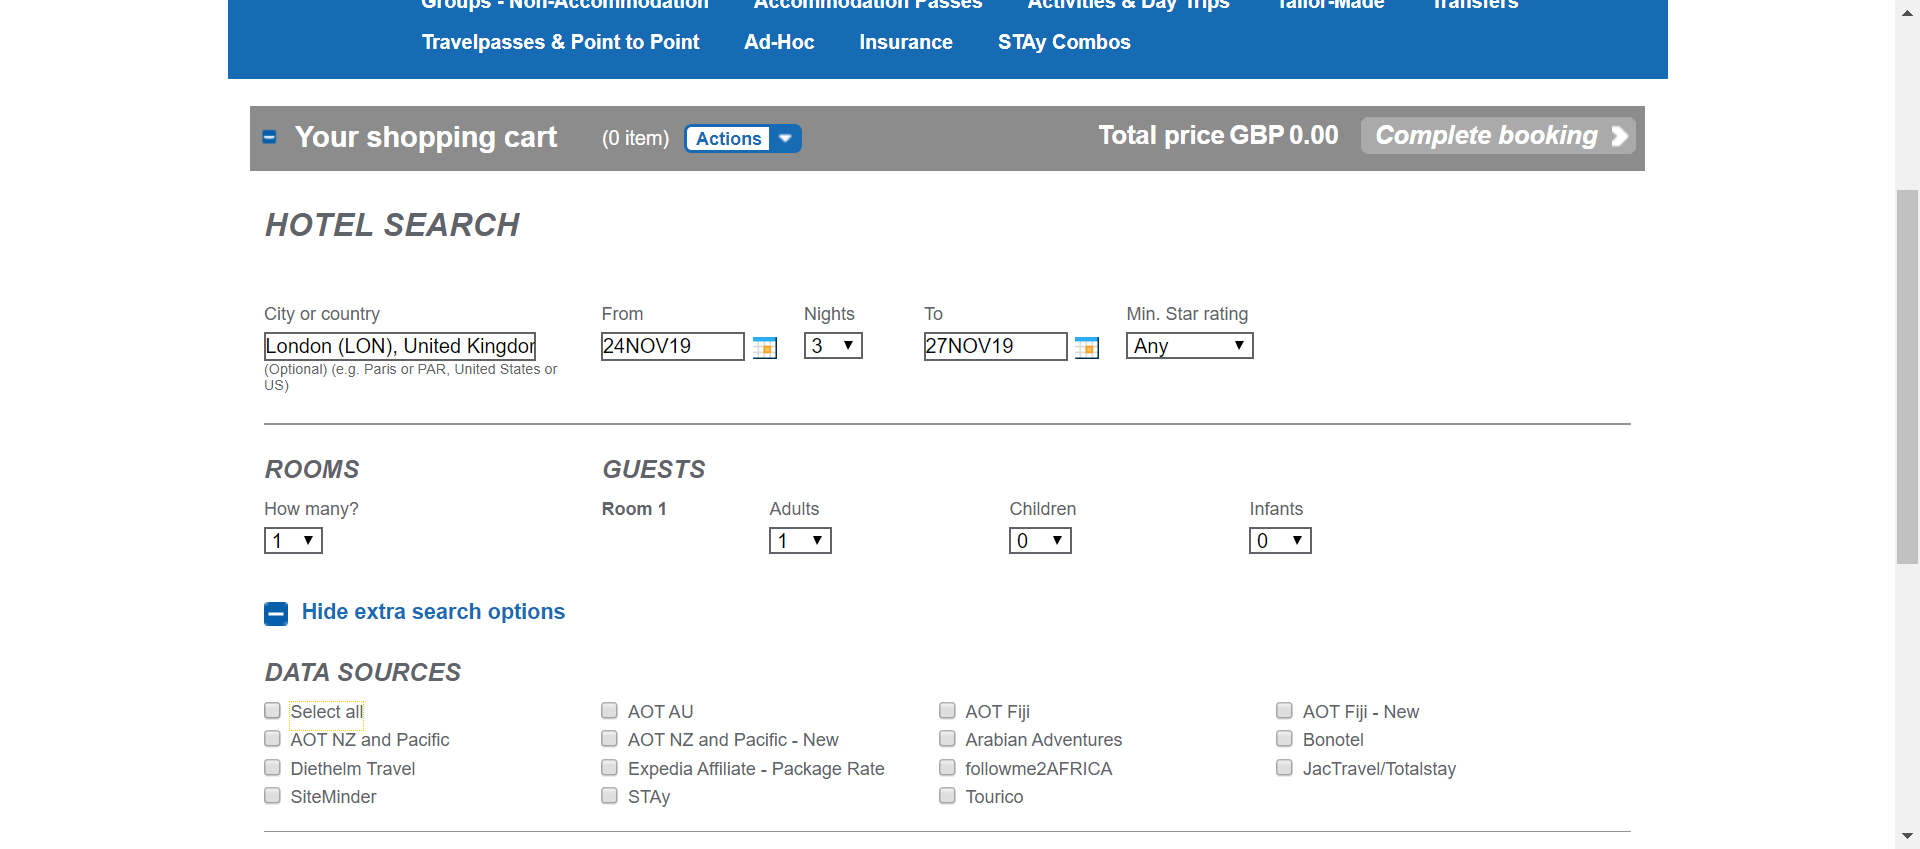 Groups - Non-Accommodation Accommodation Passes Activities & Day Trips Tailor-Made Transfers
Travelpasses & Point to Point Ad-Hoc Insurance STAy Combos
Your shopping cart (0 item) Actions Total price GBP 0.00 Complete booking
HOTEL SEARCH
City or country From Nights To Min. Star rating
London (LON), United Kingdor 24NOV19 3 27NOV19 Any
(Optional) (e.g. Paris or PAR, United States or
US)
ROOMS GUESTS
How many? Room 1 Adults Children Infants
1 1 0 0
Hide extra search options
DATA SOURCES
Select all AOT AU AOT Fiji AOT Fiji - New
AOT NZ and Pacific AOT NZ and Pacific - New Arabian Adventures Bonotel
Diethelm Travel Expedia Affiliate - Package Rate followme2AFRICA JacTravel/Totalstay
SiteMinder STAy Tourico